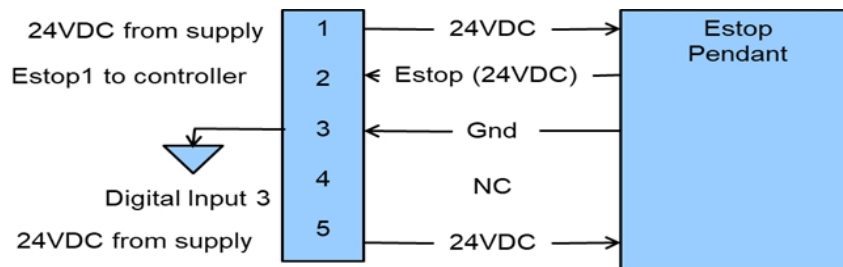 24VDC from supply 1 24VDC Estop
Pendant
Estop1 to controller 2 Estop (24VDC)
3 Gnd
Digital Input 3 4 NC
24VDC from supply 5 24VDC